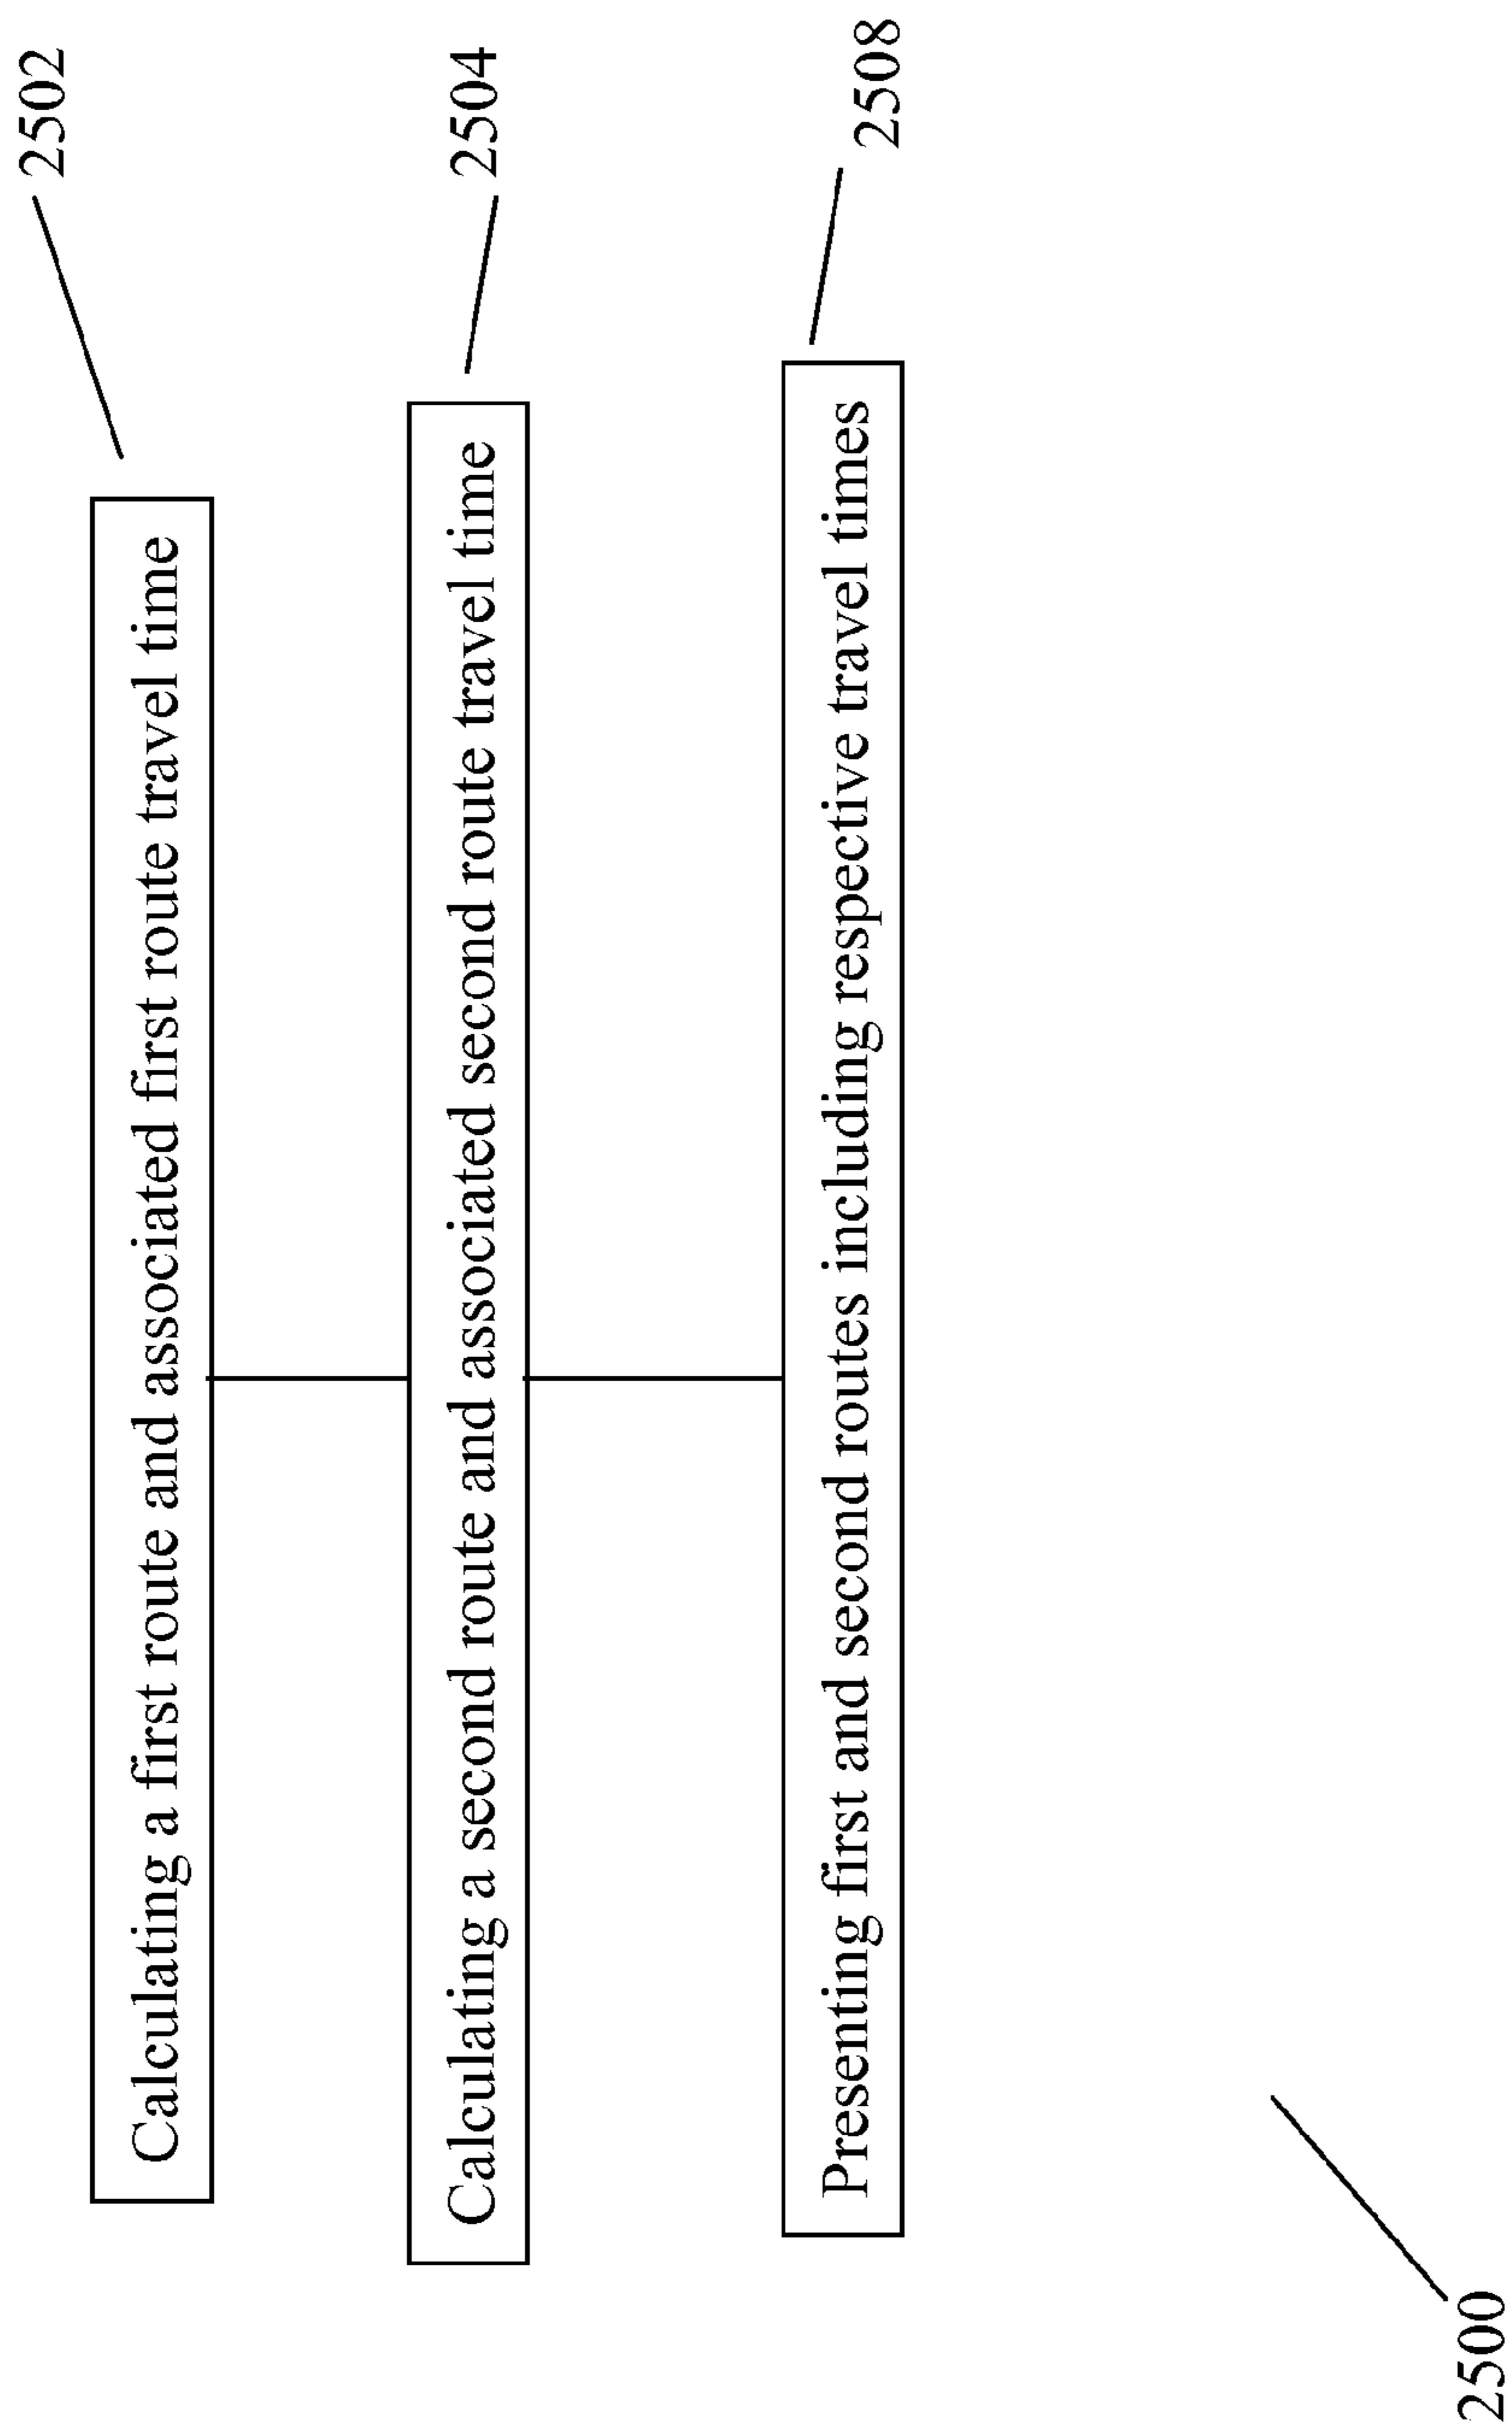 2502
Calculating a first route and associated first route travel time
2504
Calculating a second route and associated second route travel time
2508
Presenting first and second routes including respective travel times
2500